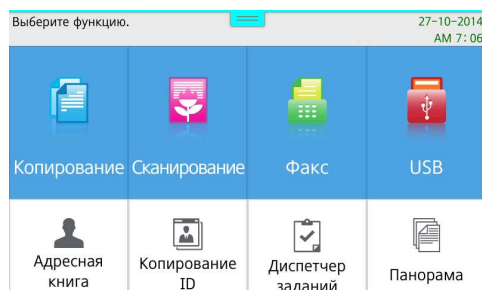 Выберите функцию.
27-10-2014
AM 7: 06
Копирование Сканирование Факс USB
Адресная книга
Копирование ID
Диспетчер заданий
Панорама